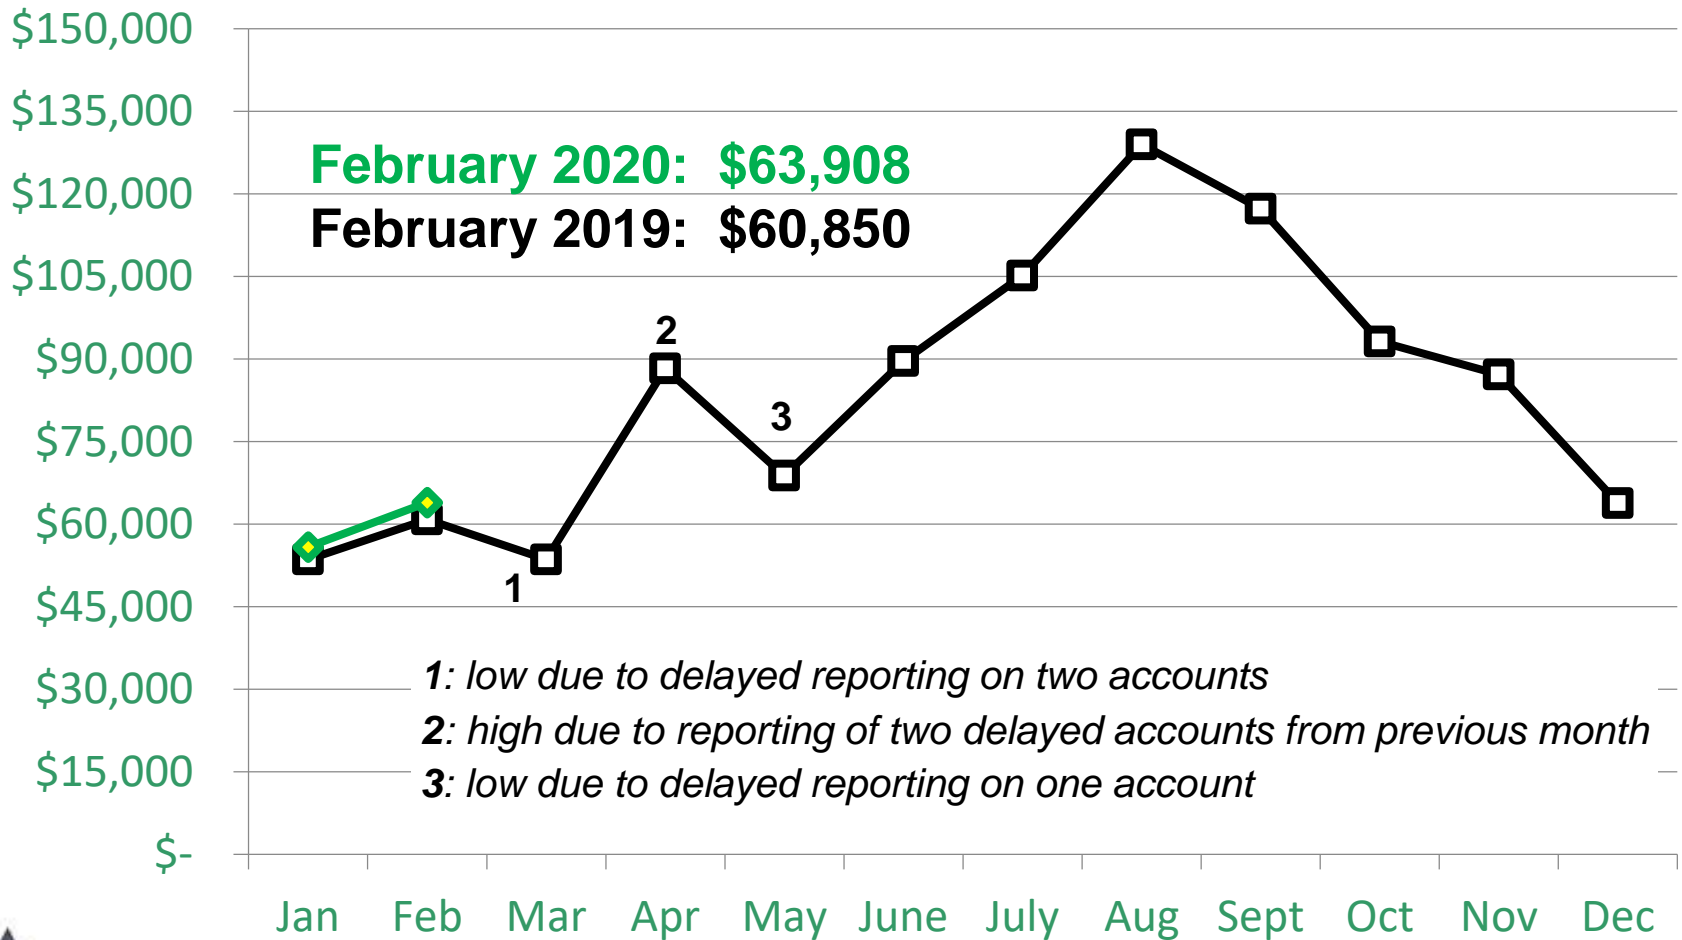 $150,000
$135,000
$120,000
$105,000
$90,000
$75,000
$60,000
$45,000
$30,000
$15,000
$-
February 2020: $63,908
February 2019: $60,850
2
3
1
1: low due to delayed reporting on two accounts
2: high due to reporting of two delayed accounts from previous month
3: low due to delayed reporting on one account
Jan Feb Mar Apr May June July Aug Sept Oct Nov Dec